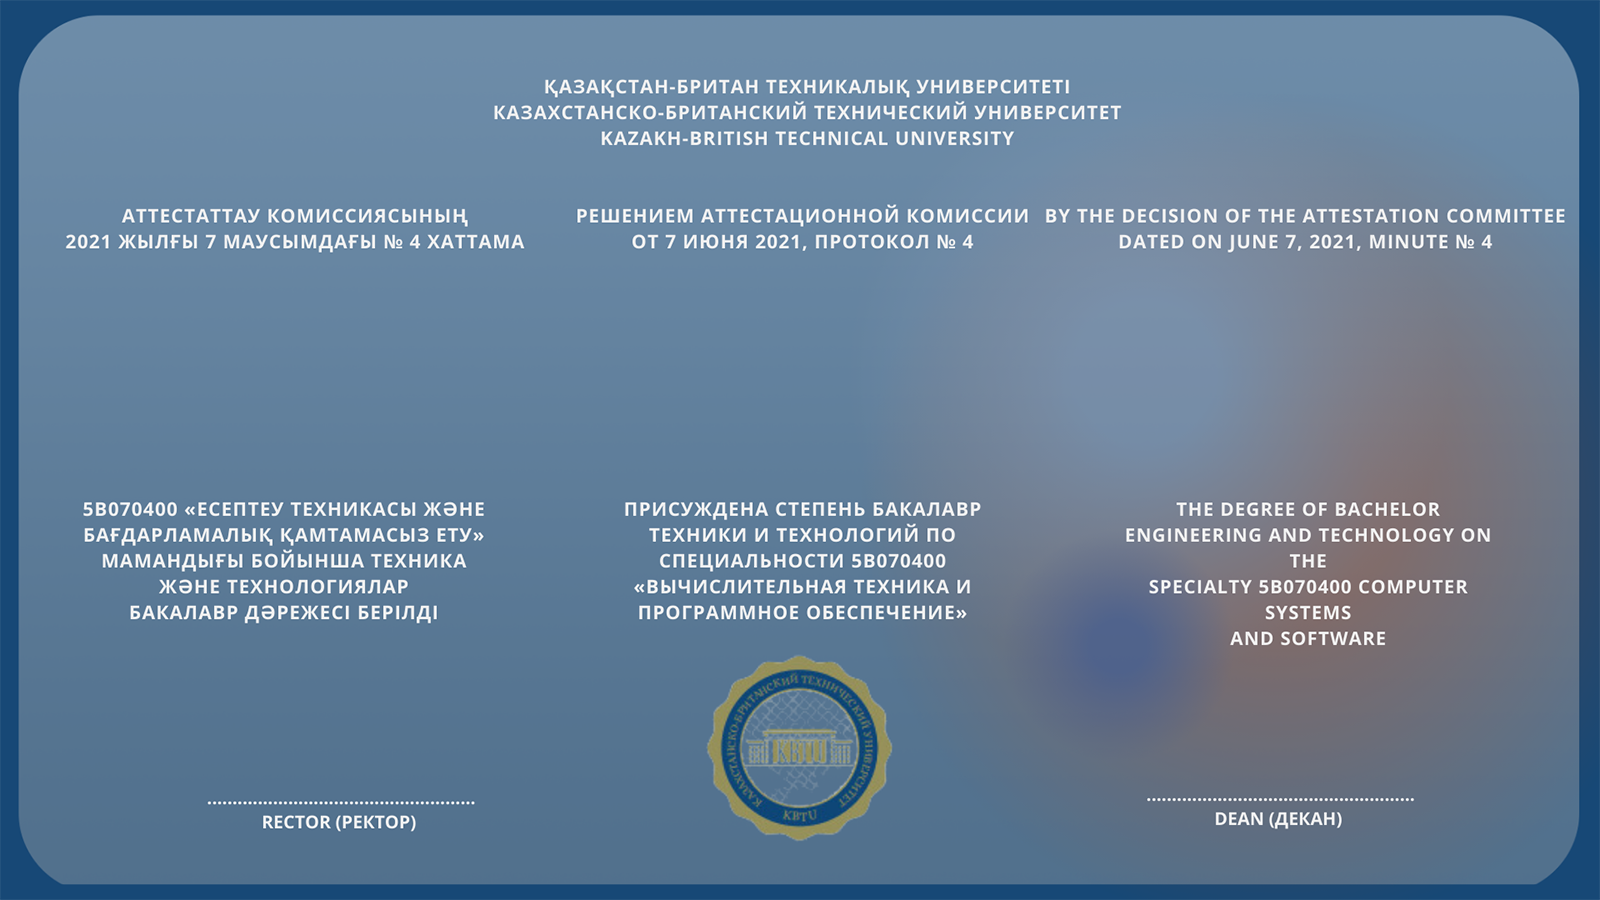 ҚАЗАҚСТАН-БРИТАН ТЕХНИКАЛЫҚ УНИВЕРСИТЕТІ
КАЗАХСТАНСКО-БРИТАНСКИЙ ТЕХНИЧЕСКИЙ УНИВЕРСИТЕТ
KAZAKH-BRITISH TECHNICAL UNIVERSITY
АТТЕСТАТТАУ КОМИССИЯСЫНЫҢ
2021 ЖЫЛҒЫ 7 МАУСЫМДАҒЫ № 4 ХАТТАМА
РЕШЕНИЕМ АТТЕСТАЦИОННОЙ КОМИССИИ
ОТ 7 ИЮНЯ 2021, ПРОТОКОЛ № 4
BY THE DECISION OF THE ATTESTATION COMMITTEE
DATED ON JUNE 7, 2021, MINUTE № 4
5B070400 «ЕСЕПТЕУ ТЕХНИКАСЫ ЖӘНЕ
БАҒДАРЛАМАЛЫҚ ҚАМТАМАСЫЗ ЕТУ»
МАМАНДЫҒЫ БОЙЫНША ТЕХНИКА
ЖӘНЕ ТЕХНОЛОГИЯЛАР
БАКАЛАВР ДӘРЕЖЕСІ БЕРІЛДІ
ПРИСУЖДЕНА СТЕПЕНЬ БАКАЛАВР
ТЕХНИКИ И ТЕХНОЛОГИЙ ПО
СПЕЦИАЛЬНОСТИ 5B070400
«ВЫЧИСЛИТЕЛЬНАЯ ТЕХНИКА И
ПРОГРАММНОЕ ОБЕСПЕЧЕНИЕ»
THE DEGREE OF BACHELOR
ENGINEERING AND TECHNOLOGY ON
THE
SPECIALTY 5B070400 COMPUTER
SYSTEMS
AND SOFTWARE
КАЗАХСТАНСКО-БРИТАНСКИЙ ТЕХНИЧЕСКИЙ УНИВЕРСИТЕТ
KBTU
KBTU
RECTOR (РЕКТОР)
DEAN (ДЕКАН)